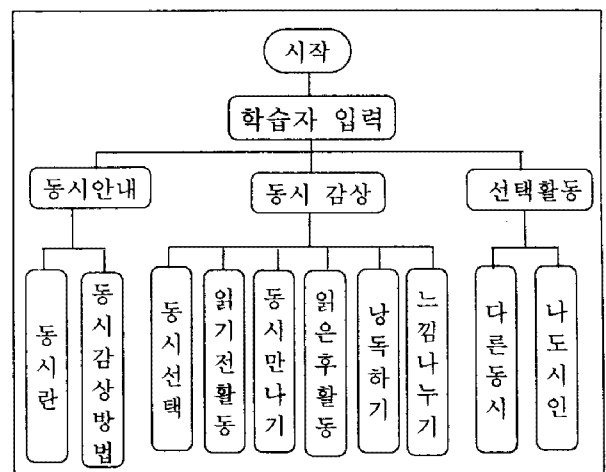 시작
학습자 입력
동시안내
동시 감상
선택활동
동시란
동시감상방법
동시선택
읽기전활동
동시만나기
읽은후활동
낭독하기
느낌나누기
다른동시
나도시인